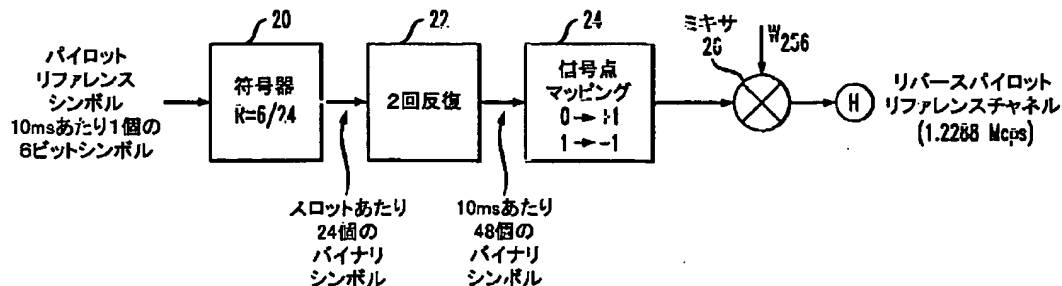 パイロット
リファレンス
シンボル
10msあたり1個の
6ビットシンボル
20
符号器
R=6/24
スロットあたり
24個の
バイナリ
シンボル
22
2回反復
10msあたり
48個の
バイナリ
シンボル
24
信号点
マッピング
0→+1
1→-1
ミキサ
26
W256
H
リバースパイロット
リファレンスチャネル
(1.2288 Mcps)